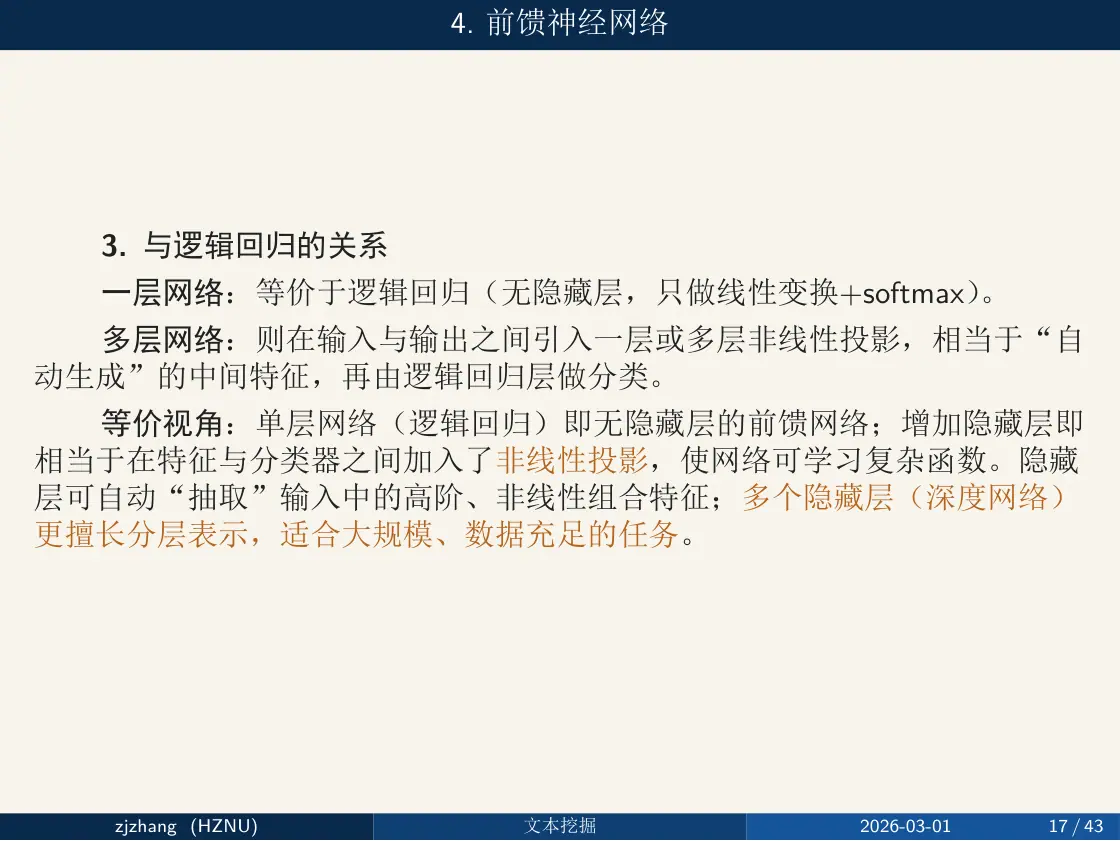 4. 前馈神经网络
3. 与逻辑回归的关系
一层网络：等价于逻辑回归（无隐藏层，只做线性变换+softmax）。
多层网络：则在输入与输出之间引入一层或多层非线性投影，相当于“自
动生成”的中间特征，再由逻辑回归层做分类。
等价视角：单层网络（逻辑回归）即无隐藏层的前馈网络；增加隐藏层即
相当于在特征与分类器之间加入了非线性投影，使网络可学习复杂函数。隐藏
层可自动“抽取”输入中的高阶、非线性组合特征；多个隐藏层（深度网络）
更擅长分层表示，适合大规模、数据充足的任务。
zjzhang (HZNU) 文本挖掘 2026-03-01 17 / 43